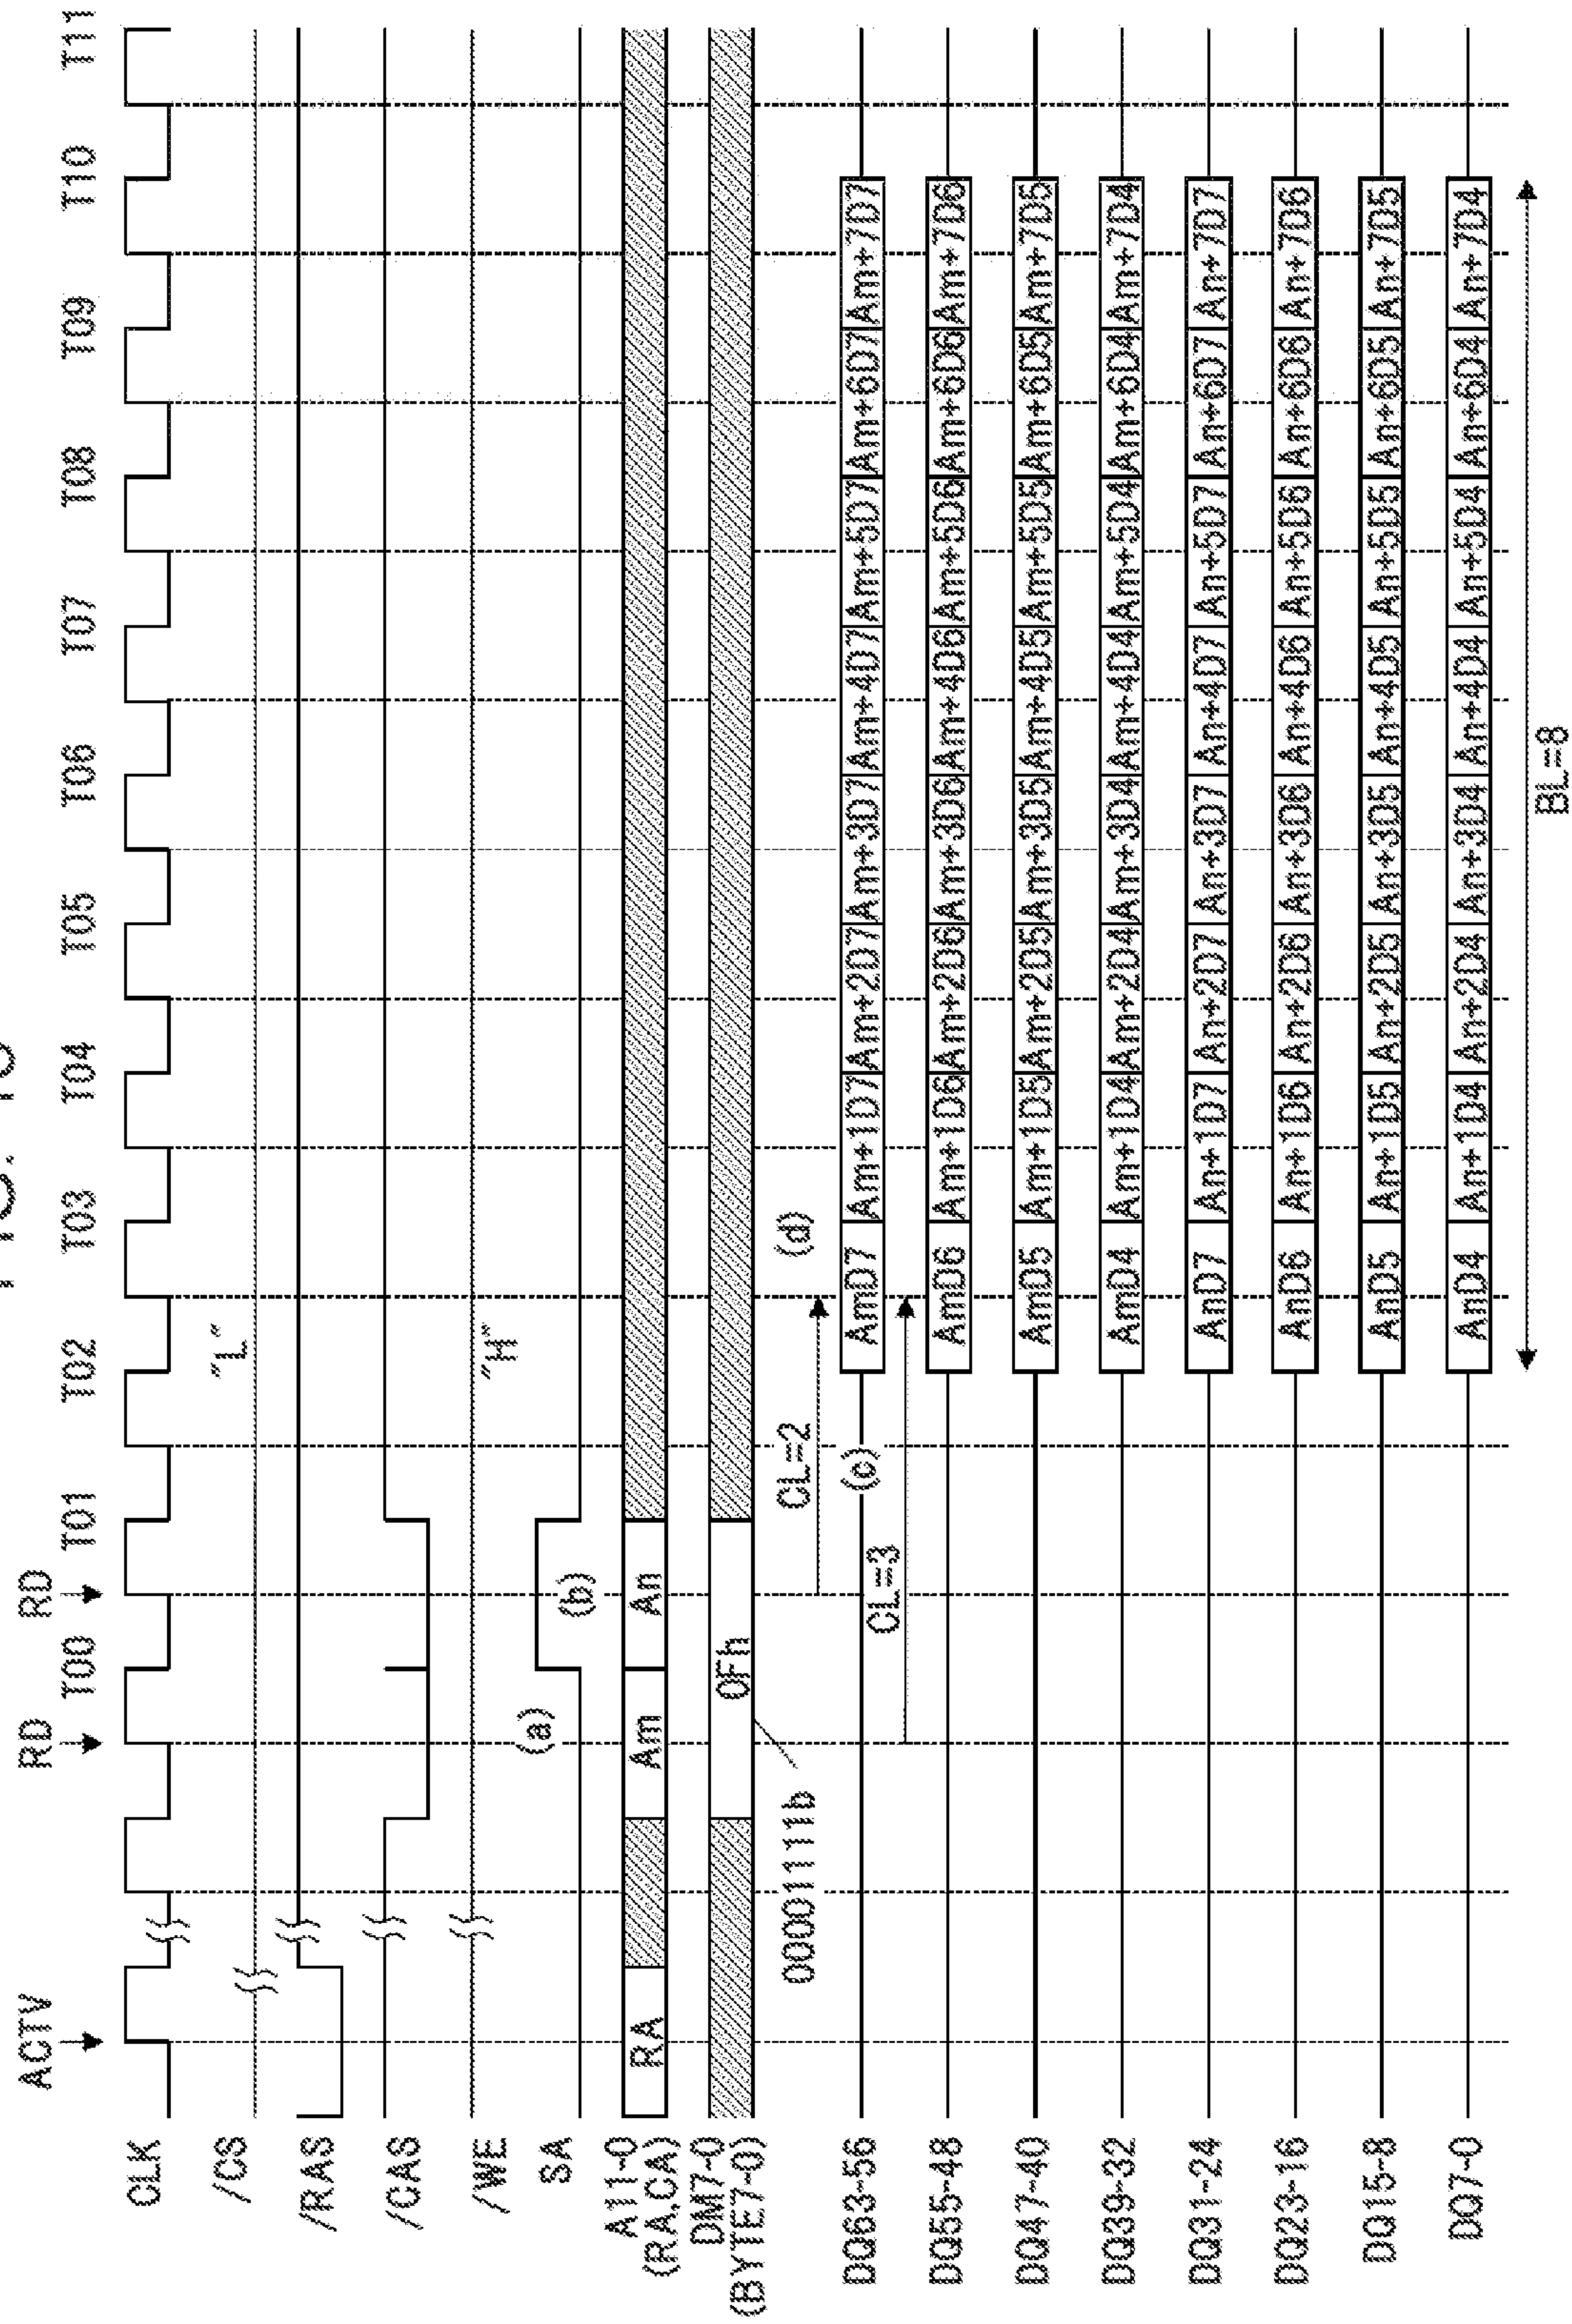 ACTV RD RD
T00 T01 T02 T03 T04 T05 T06 T07 T08 T09 T10 T11
CLK
/CS "L"
/RAS
/CAS
/WE "H"
SA (a) (b)
A11-0
(RA,CA)
RA Am An
DM7-0
(BYTE7-0)
0Fh
00001111b
CL=2 (d)
(c)
CL=3
DQ63-56 AmD7 Am+1D7 Am+2D7 Am+3D7 Am+4D7 Am+5D7 Am+6D7 Am+7D7
DQ55-48 AmD6 Am+1D6 Am+2D6 Am+3D6 Am+4D6 Am+5D6 Am+6D6 Am+7D6
DQ47-40 AmD5 Am+1D5 Am+2D5 Am+3D5 Am+4D5 Am+5D5 Am+6D5 Am+7D5
DQ39-32 AmD4 Am+1D4 Am+2D4 Am+3D4 Am+4D4 Am+5D4 Am+6D4 Am+7D4
DQ31-24 AnD7 An+1D7 An+2D7 An+3D7 An+4D7 An+5D7 An+6D7 An+7D7
DQ23-16 AnD6 An+1D6 An+2D6 An+3D6 An+4D6 An+5D6 An+6D6 An+7D6
DQ15-8 AnD5 An+1D5 An+2D5 An+3D5 An+4D5 An+5D5 An+6D5 An+7D5
DQ7-0 AnD4 An+1D4 An+2D4 An+3D4 An+4D4 An+5D4 An+6D4 An+7D4
BL=8